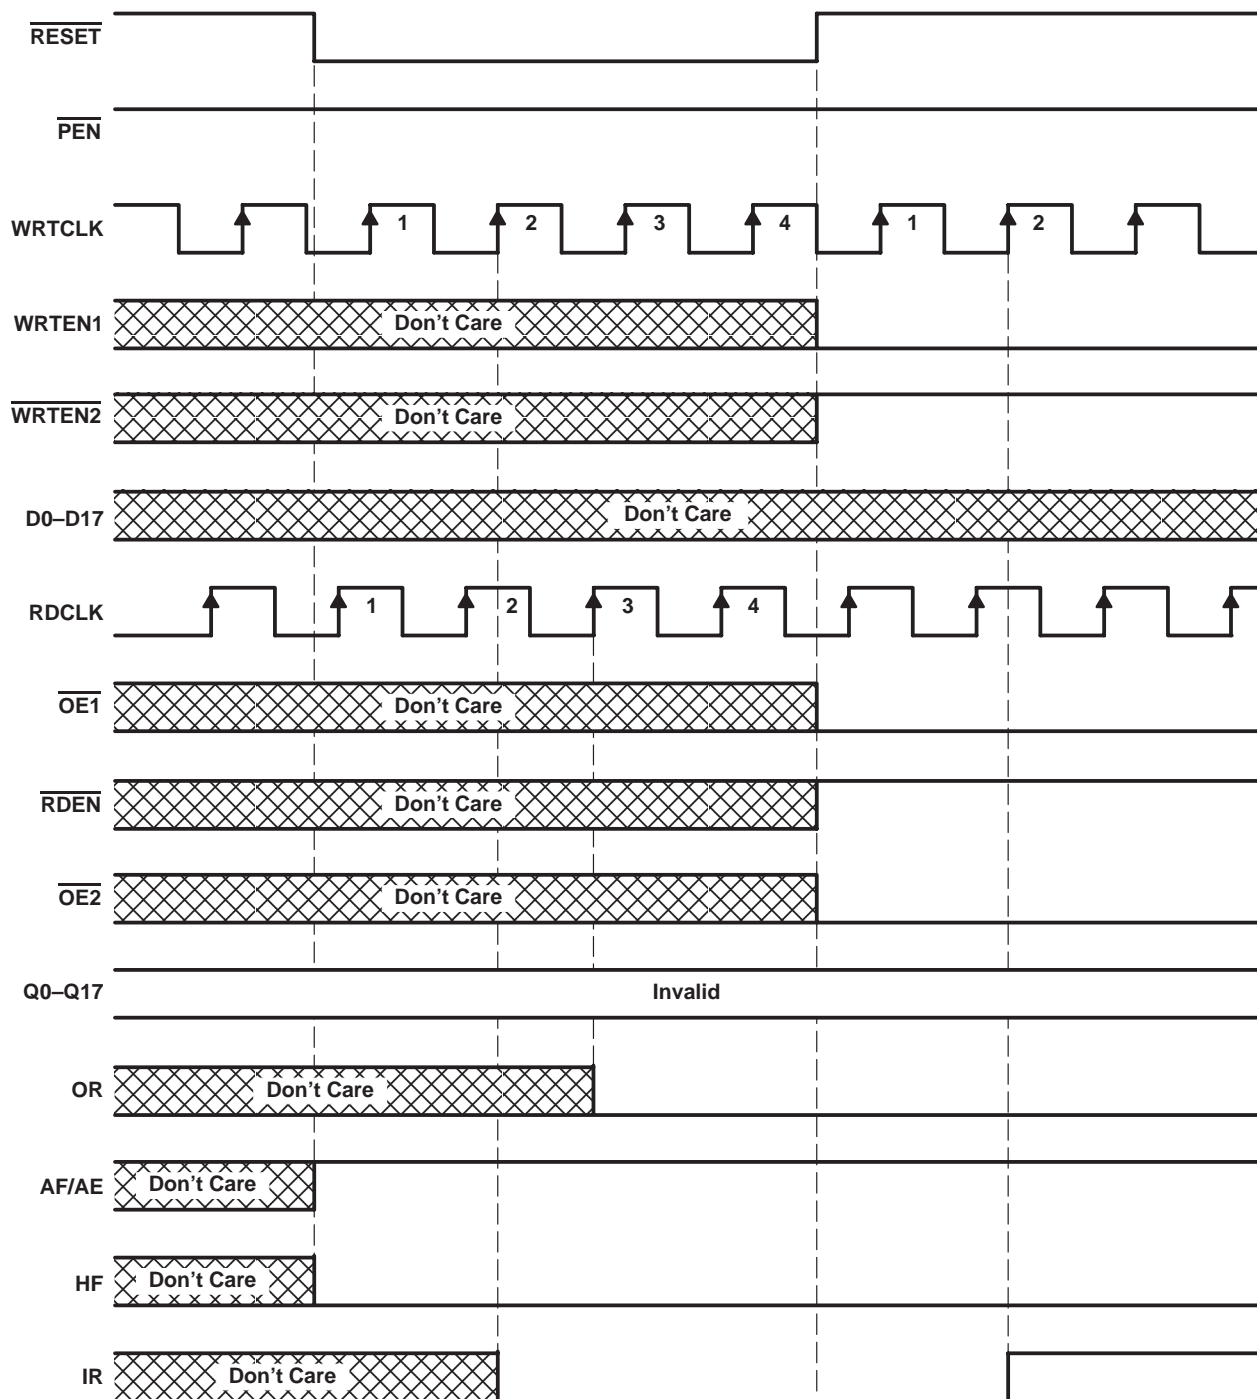 RESET
PEN
WRTCLK 1 2 3 4 1 2
WRTEN1 Don't Care
WRTEN2 Don't Care
D0–D17 Don't Care
RDCLK 1 2 3 4
OE1 Don't Care
RDEN Don't Care
OE2 Don't Care
Q0–Q17 Invalid
OR Don't Care
AF/AE Don't Care
HF Don't Care
IR Don't Care